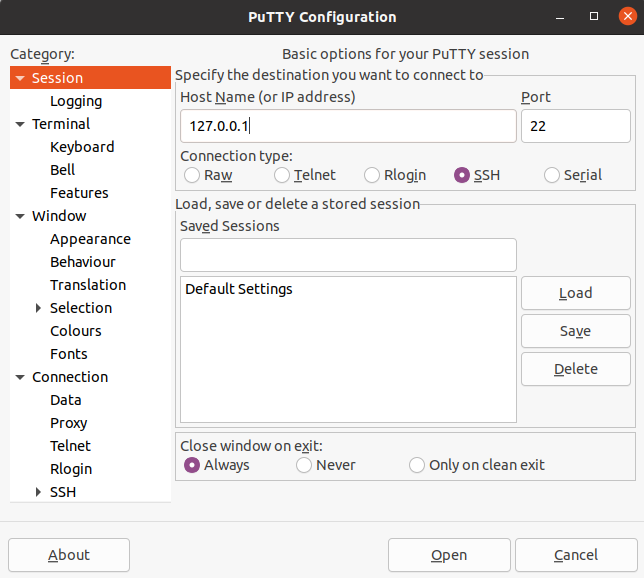 PuTTY Configuration
Category:
Session
Logging
Terminal
Keyboard
Bell
Features
Window
Appearance
Behaviour
Translation
Selection
Colours
Fonts
Connection
Data
Proxy
Telnet
Rlogin
SSH
Basic options for your PuTTY session
Specify the destination you want to connect to
Host Name (or IP address) Port
127.0.0.1 22
Connection type:
Raw Telnet Rlogin SSH Serial
Load, save or delete a stored session
Saved Sessions
Default Settings
Load
Save
Delete
Close window on exit:
Always Never Only on clean exit
About Open Cancel